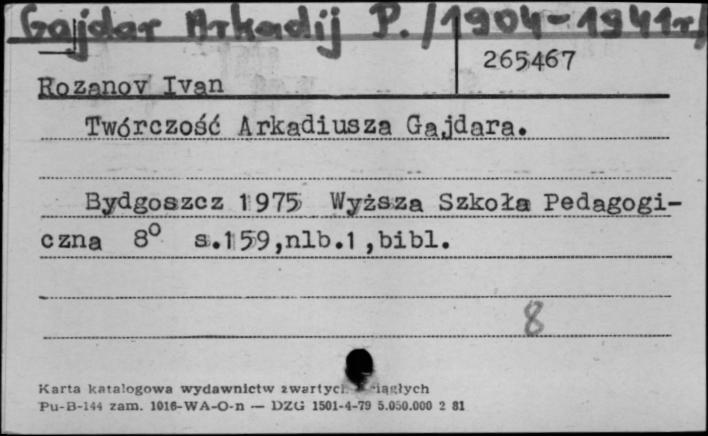 Gajdar Arkadij P. /1904-1941r/
265467
Rozanov Ivan
Twórczość Arkadiusza Gajdara.
Bydgoszcz 1975 Wyższa Szkoła Pedagogi-
czna 8° s.159,nlb.1,bibl.
8
Karta katalogowa wydawnictw zwartych ciągłych
Pu-B-144 zam. 1016-WA-O-n — DZG 1501-4-79 5.050.000 2 81